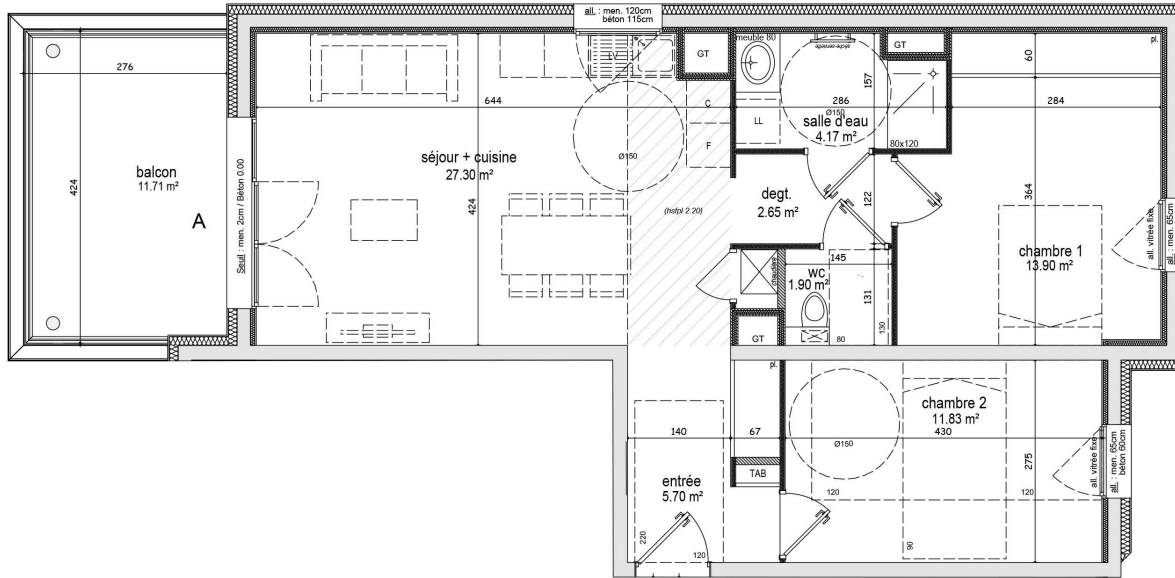 all. : men. 120cm
béton 115cm
meuble 80
sèche-serviette
GT
GT
pl.
LV
276
644
157
286
60
284
Ø150
salle d'eau
4.17 m²
LL
80x120
C
F
séjour + cuisine
27.30 m²
Ø150
balcon
11.71 m²
424
424
A
Seuil : men. 2cm / Béton 0.00
degt.
2.65 m²
122
364
(hsfpl 2.20)
chambre 1
13.90 m²
all. vitrée fixe
all. : men. 65cm
145
WC
1.90 m²
chaudière
131
130
80
GT
pl.
chambre 2
11.83 m²
140
67
430
Ø150
275
all. vitrée fixe
all. : men. 65cm
béton 60cm
TAB
entrée
5.70 m²
120
120
220
120
90